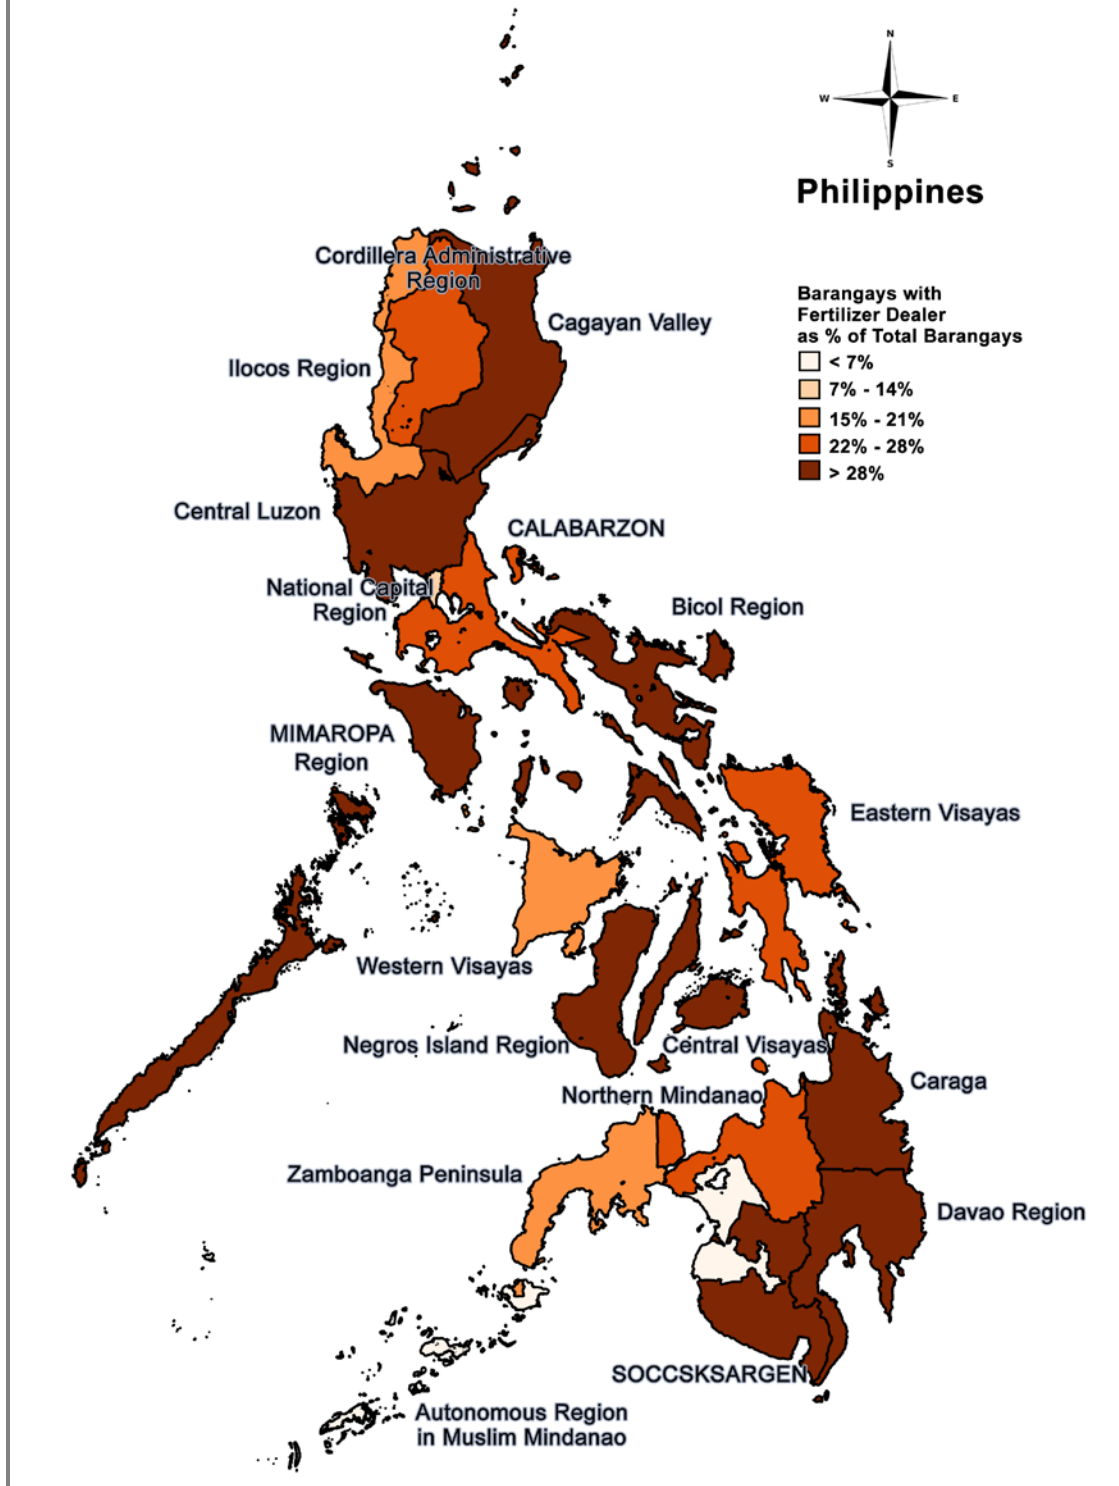 N
W
E
S
Philippines
Cordillera Administrative
Region
Barangays with
Fertilizer Dealer
as % of Total Barangays
< 7%
7% - 14%
15% - 21%
22% - 28%
> 28%
Cagayan Valley
Ilocos Region
Central Luzon
CALABARZON
National Capital
Region
Bicol Region
MIMAROPA
Region
Eastern Visayas
Western Visayas
Negros Island Region
Central Visayas
Caraga
Northern Mindanao
Zamboanga Peninsula
Davao Region
SOCCSKSARGEN
Autonomous Region
in Muslim Mindanao